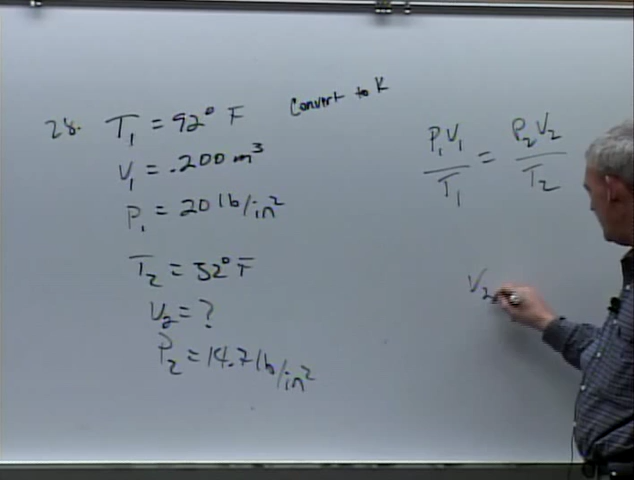 28. T₁ = 92° F Convert to K
V₁ = .200 m³
P₁ = 20 lb/in²
T₂ = 32° F
V₂ = ?
P₂ = 14.7 lb/in²
P₁V₁/T₁ = P₂V₂/T₂
V₂